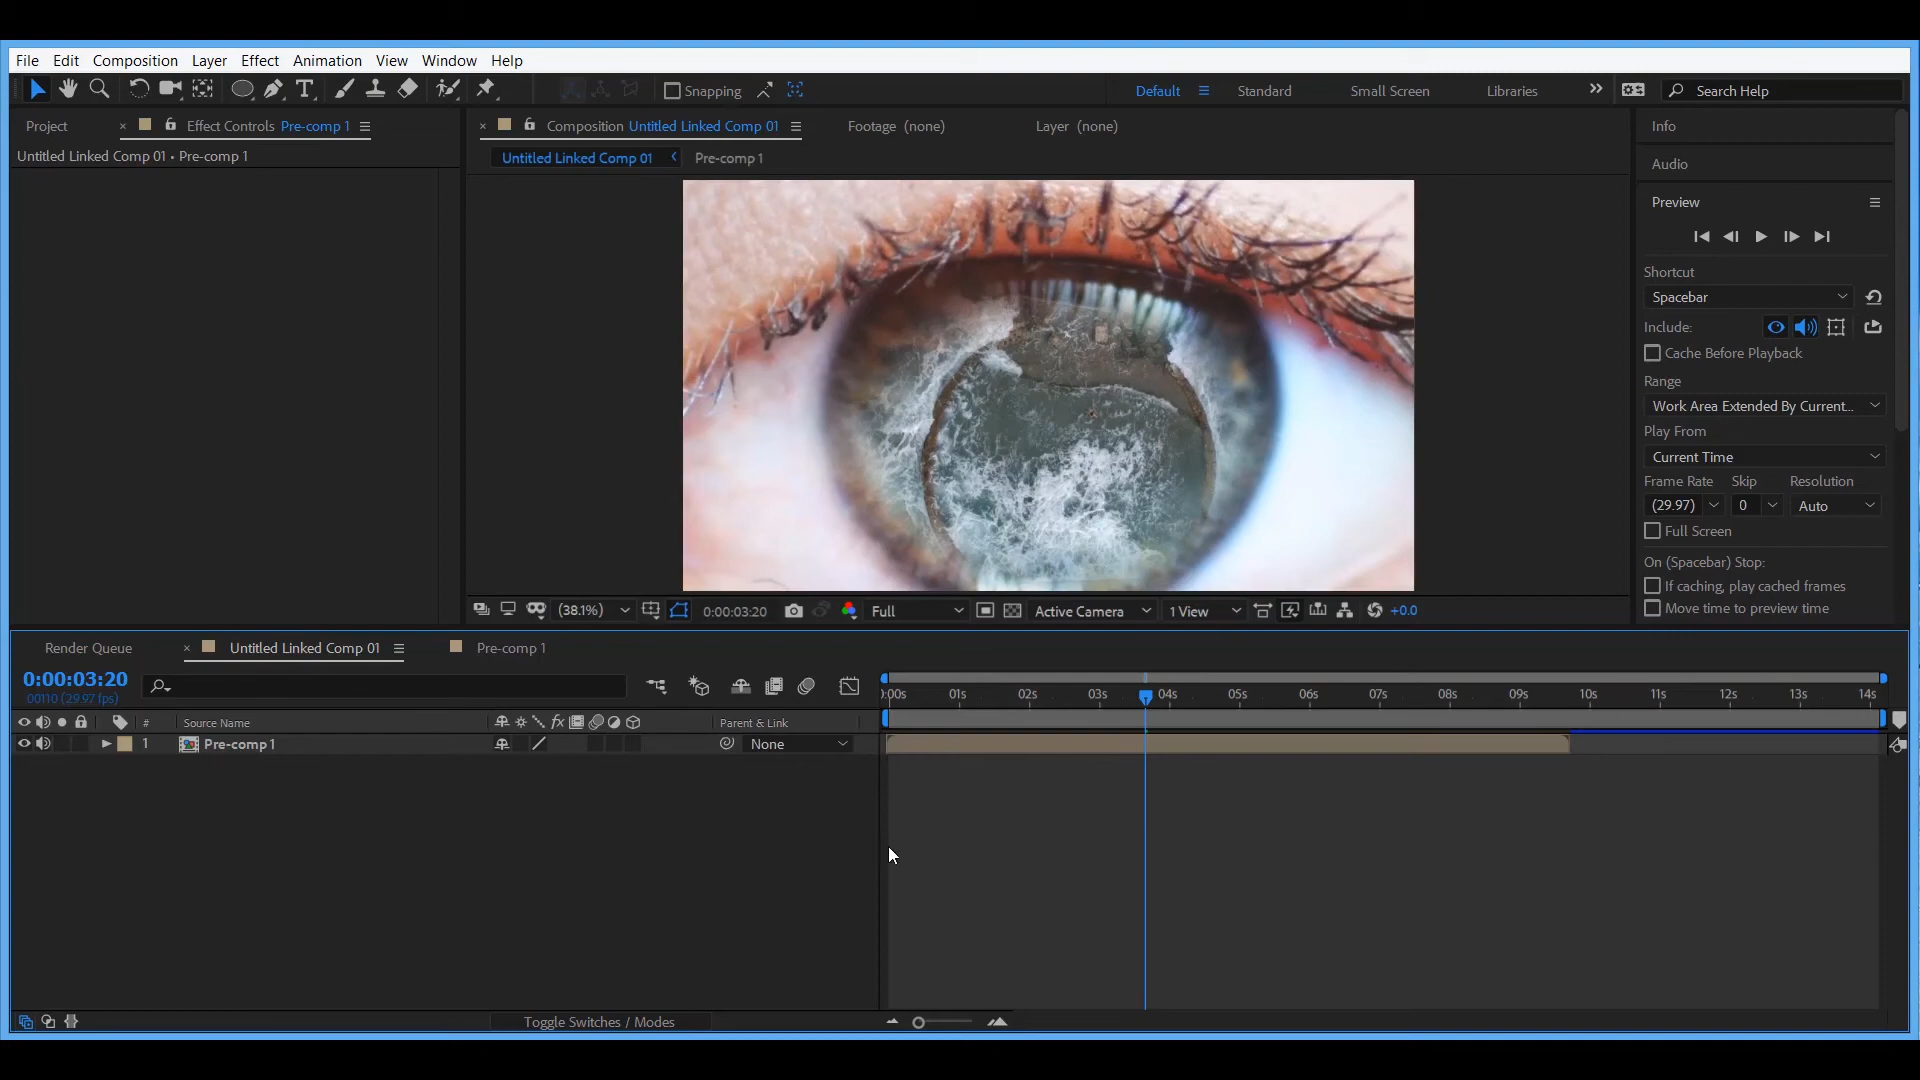 File Edit Composition Layer Effect Animation View Window Help
Snapping Default Standard Small Screen Libraries Search Help
Project Effect Controls Pre-comp 1 Composition Untitled Linked Comp 01 Footage (none) Layer (none) Info
Untitled Linked Comp 01 • Pre-comp 1 Untitled Linked Comp 01 Pre-comp 1
Audio
Preview
Shortcut
Spacebar
Include:
Cache Before Playback
Range
Work Area Extended By Current...
Play From
Current Time
Frame Rate Skip Resolution
(29.97) 0 Auto
Full Screen
On (Spacebar) Stop:
If caching, play cached frames
Move time to preview time
(38.1%) 0:00:03:20 Full Active Camera 1 View +0.0
Render Queue Untitled Linked Comp 01 Pre-comp 1
0:00:03:20
00110 (29.97 fps)
0:00s 01s 02s 03s 04s 05s 06s 07s 08s 09s 10s 11s 12s 13s 14s
# Source Name fx Parent & Link
1 Pre-comp 1 None
Toggle Switches / Modes